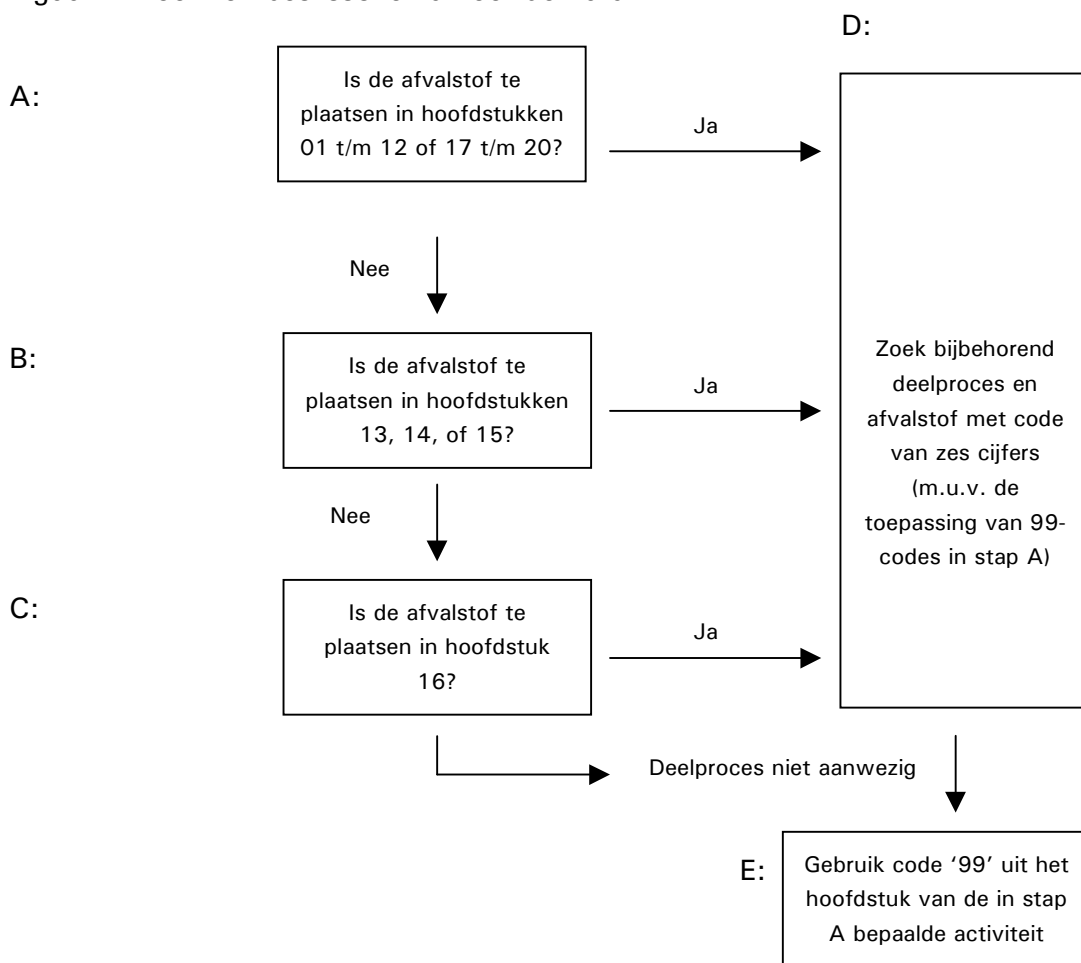 D:
A:
Is de afvalstof te
plaatsen in hoofdstukken
01 t/m 12 of 17 t/m 20?
Ja
Nee
B:
Is de afvalstof te
plaatsen in hoofdstukken
13, 14, of 15?
Ja
Zoek bijbehorend
deelproces en
afvalstof met code
van zes cijfers
(m.u.v. de
toepassing van 99-
codes in stap A)
Nee
C:
Is de afvalstof te
plaatsen in hoofdstuk
16?
Ja
Deelproces niet aanwezig
E:
Gebruik code ‘99’ uit het
hoofdstuk van de in stap
A bepaalde activiteit